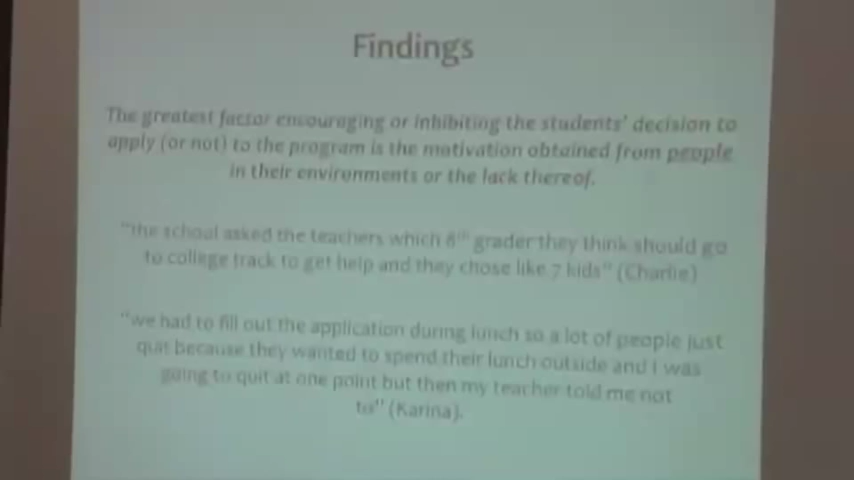 Findings
The greatest factor encouraging or inhibiting the students' decision to
apply (or not) to the program is the motivation obtained from people
in their environments or the lack thereof.
"the school asked the teachers which 8th grader they think should go
to college track to get help and they chose like 7 kids" (Charlie)
"we had to fill out the application during lunch so a lot of people just
quit because they wanted to spend their lunch outside and I was
going to quit at one point but then my teacher told me not
to" (Karina).